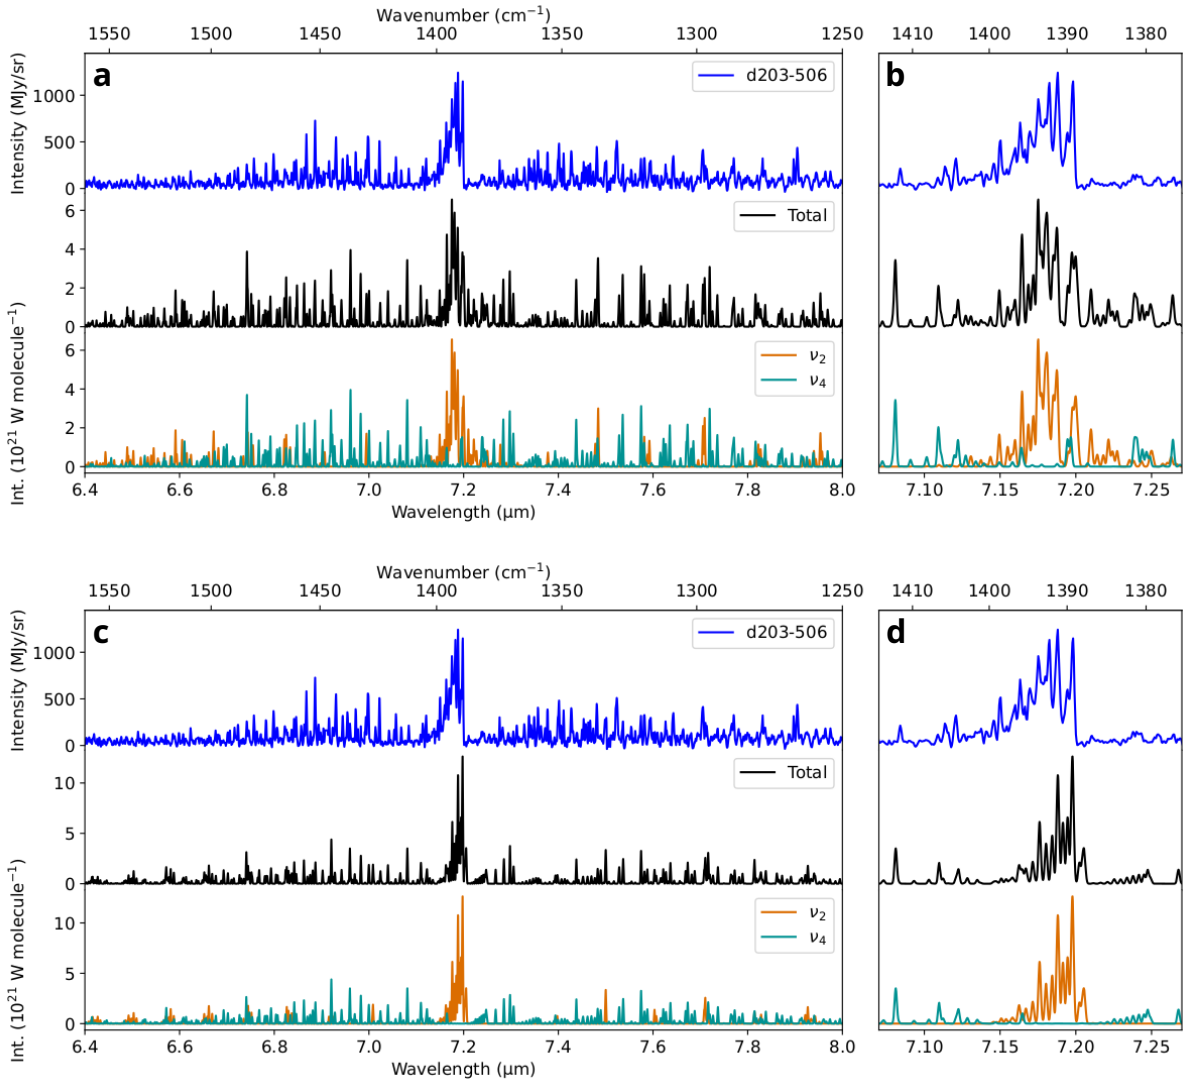 Wavenumber (cm⁻¹)
1550 1500 1450 1400 1350 1300 1250
1410 1400 1390 1380
a
b
d203-506
Intensity (MJy/sr)
1000
500
0
Total
6
4
2
0
Int. (10²¹ W molecule⁻¹)
ν₂
ν₄
6
4
2
0
6.4 6.6 6.8 7.0 7.2 7.4 7.6 7.8 8.0
7.10 7.15 7.20 7.25
Wavelength (μm)
Wavenumber (cm⁻¹)
1550 1500 1450 1400 1350 1300 1250
1410 1400 1390 1380
c
d
d203-506
Intensity (MJy/sr)
1000
500
0
Total
10
5
0
Int. (10²¹ W molecule⁻¹)
ν₂
ν₄
10
5
0
6.4 6.6 6.8 7.0 7.2 7.4 7.6 7.8 8.0
7.10 7.15 7.20 7.25
Wavelength (μm)